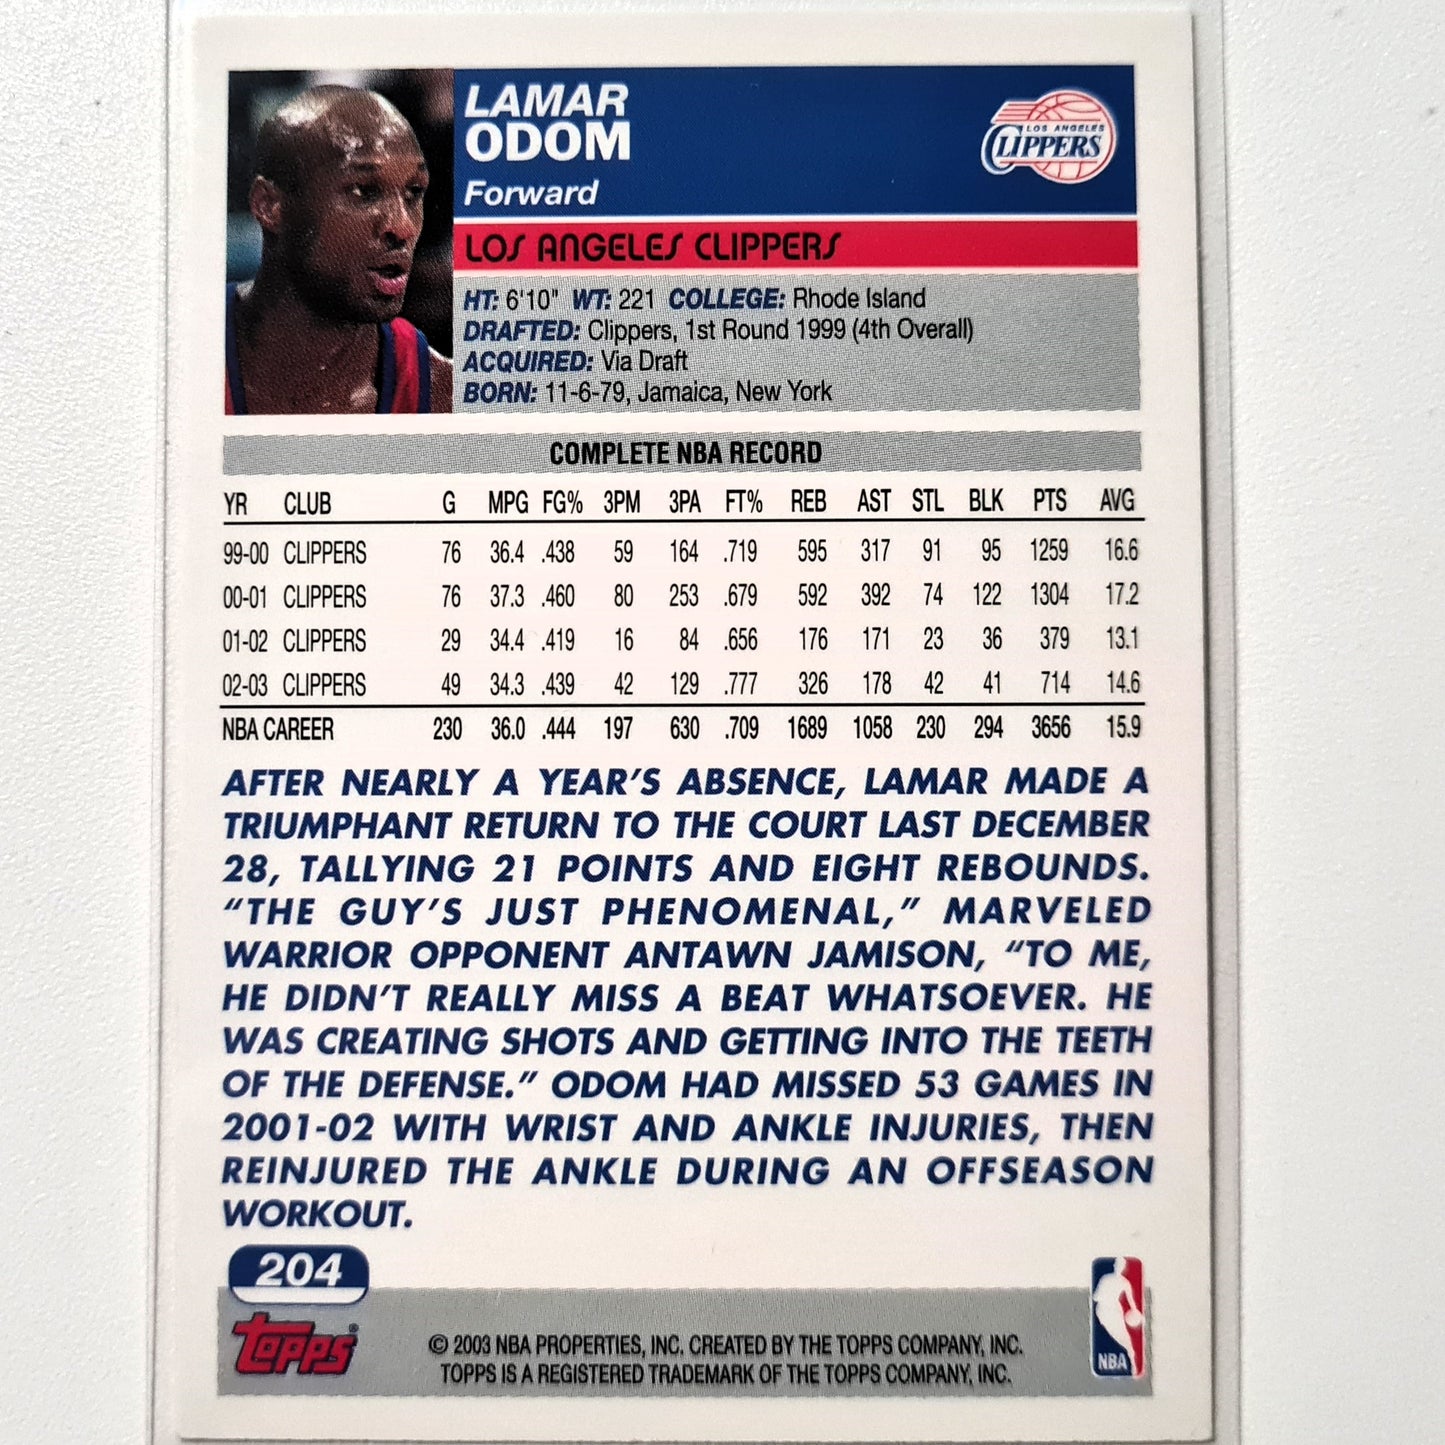 LAMAR
ODOM
Forward
LOS ANGELES
CLIPPERS
LOS ANGELES CLIPPERS
HT: 6'10" WT: 221 COLLEGE: Rhode Island
DRAFTED: Clippers, 1st Round 1999 (4th Overall)
ACQUIRED: Via Draft
BORN: 11-6-79, Jamaica, New York
COMPLETE NBA RECORD
YR CLUB G MPG FG% 3PM 3PA FT% REB AST STL BLK PTS AVG
99-00 CLIPPERS 76 36.4 .438 59 164 .719 595 317 91 95 1259 16.6
00-01 CLIPPERS 76 37.3 .460 80 253 .679 592 392 74 122 1304 17.2
01-02 CLIPPERS 29 34.4 .419 16 84 .656 176 171 23 36 379 13.1
02-03 CLIPPERS 49 34.3 .439 42 129 .777 326 178 42 41 714 14.6
NBA CAREER 230 36.0 .444 197 630 .709 1689 1058 230 294 3656 15.9
AFTER NEARLY A YEAR'S ABSENCE, LAMAR MADE A
TRIUMPHANT RETURN TO THE COURT LAST DECEMBER
28, TALLYING 21 POINTS AND EIGHT REBOUNDS.
"THE GUY'S JUST PHENOMENAL," MARVELED
WARRIOR OPPONENT ANTAWN JAMISON, "TO ME,
HE DIDN'T REALLY MISS A BEAT WHATSOEVER. HE
WAS CREATING SHOTS AND GETTING INTO THE TEETH
OF THE DEFENSE." ODOM HAD MISSED 53 GAMES IN
2001-02 WITH WRIST AND ANKLE INJURIES, THEN
REINJURED THE ANKLE DURING AN OFFSEASON
WORKOUT.
204
Topps®
© 2003 NBA PROPERTIES, INC. CREATED BY THE TOPPS COMPANY, INC.
TOPPS IS A REGISTERED TRADEMARK OF THE TOPPS COMPANY, INC.
NBA